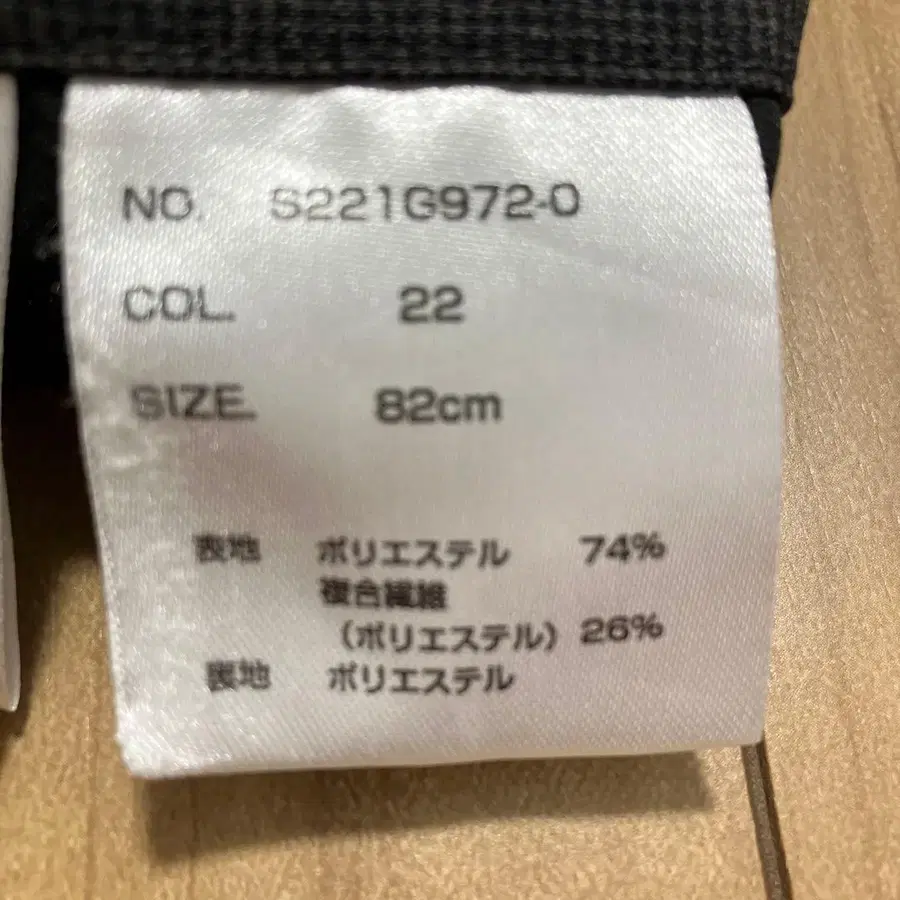 NO. S221G972-0
COL. 22
SIZE. 82cm
表地 ポリエステル 74%
複合繊維
(ポリエステル) 26%
裏地 ポリエステル